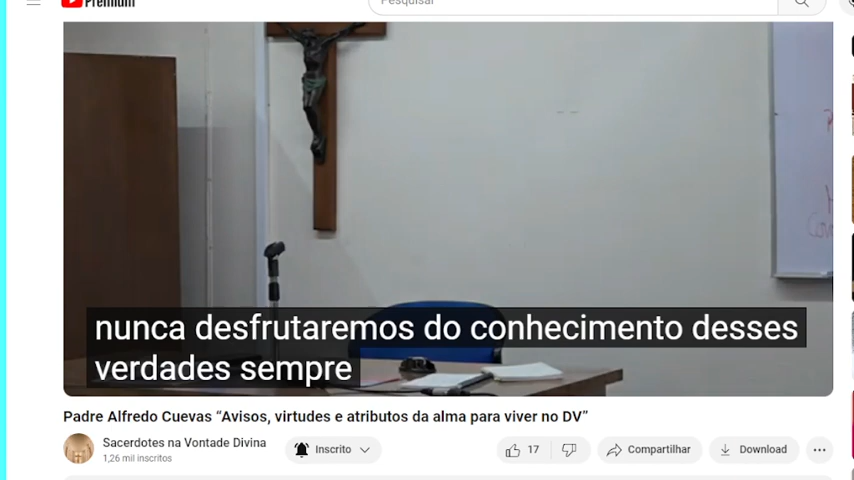 Premium
Pesquisar
nunca desfrutaremos do conhecimento desses
verdades sempre
Padre Alfredo Cuevas “Avisos, virtudes e atributos da alma para viver no DV”
Sacerdotes na Vontade Divina
1,26 mil inscritos
Inscrito
17
Compartilhar
Download